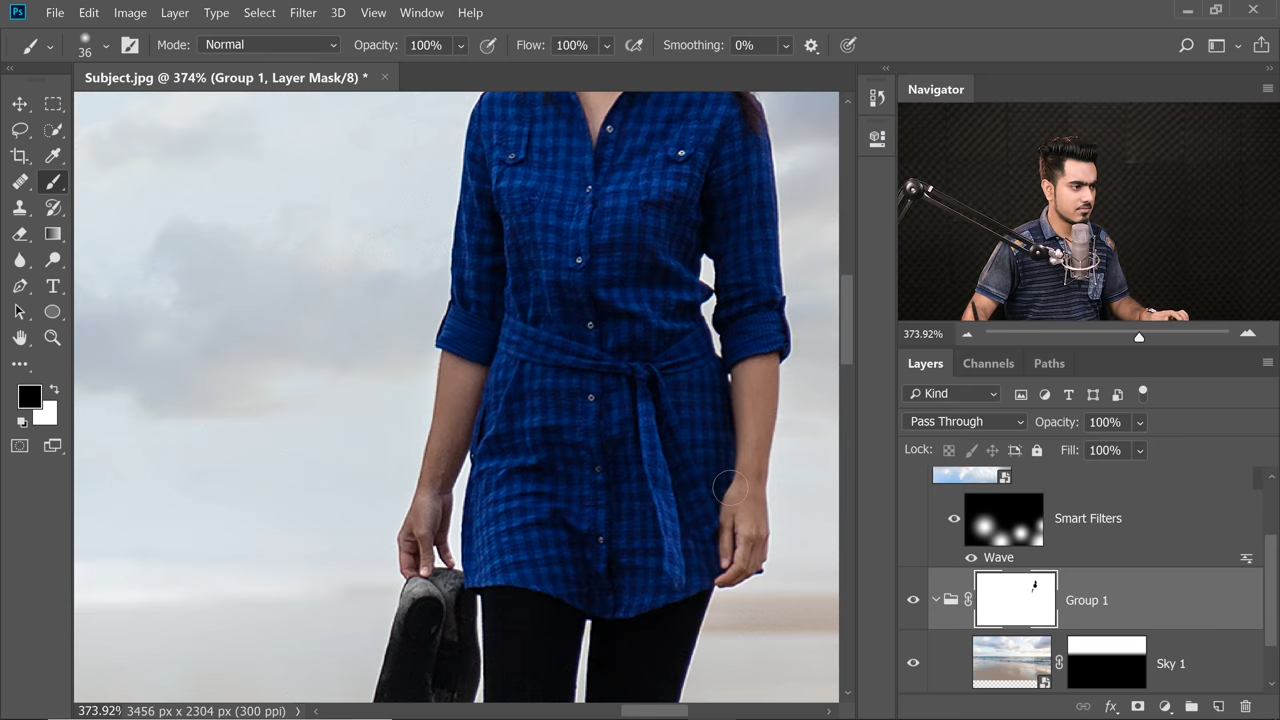 Ps File Edit Image Layer Type Select Filter 3D View Window Help
36 Mode: Normal Opacity: 100% Flow: 100% Smoothing: 0%
Subject.jpg @ 374% (Group 1, Layer Mask/8) *
Navigator
373.92%
Layers Channels Paths
Kind
Pass Through Opacity: 100%
Lock: Fill: 100%
Smart Filters
Wave
Group 1
Sky 1
373.92% 3456 px x 2304 px (300 ppi)